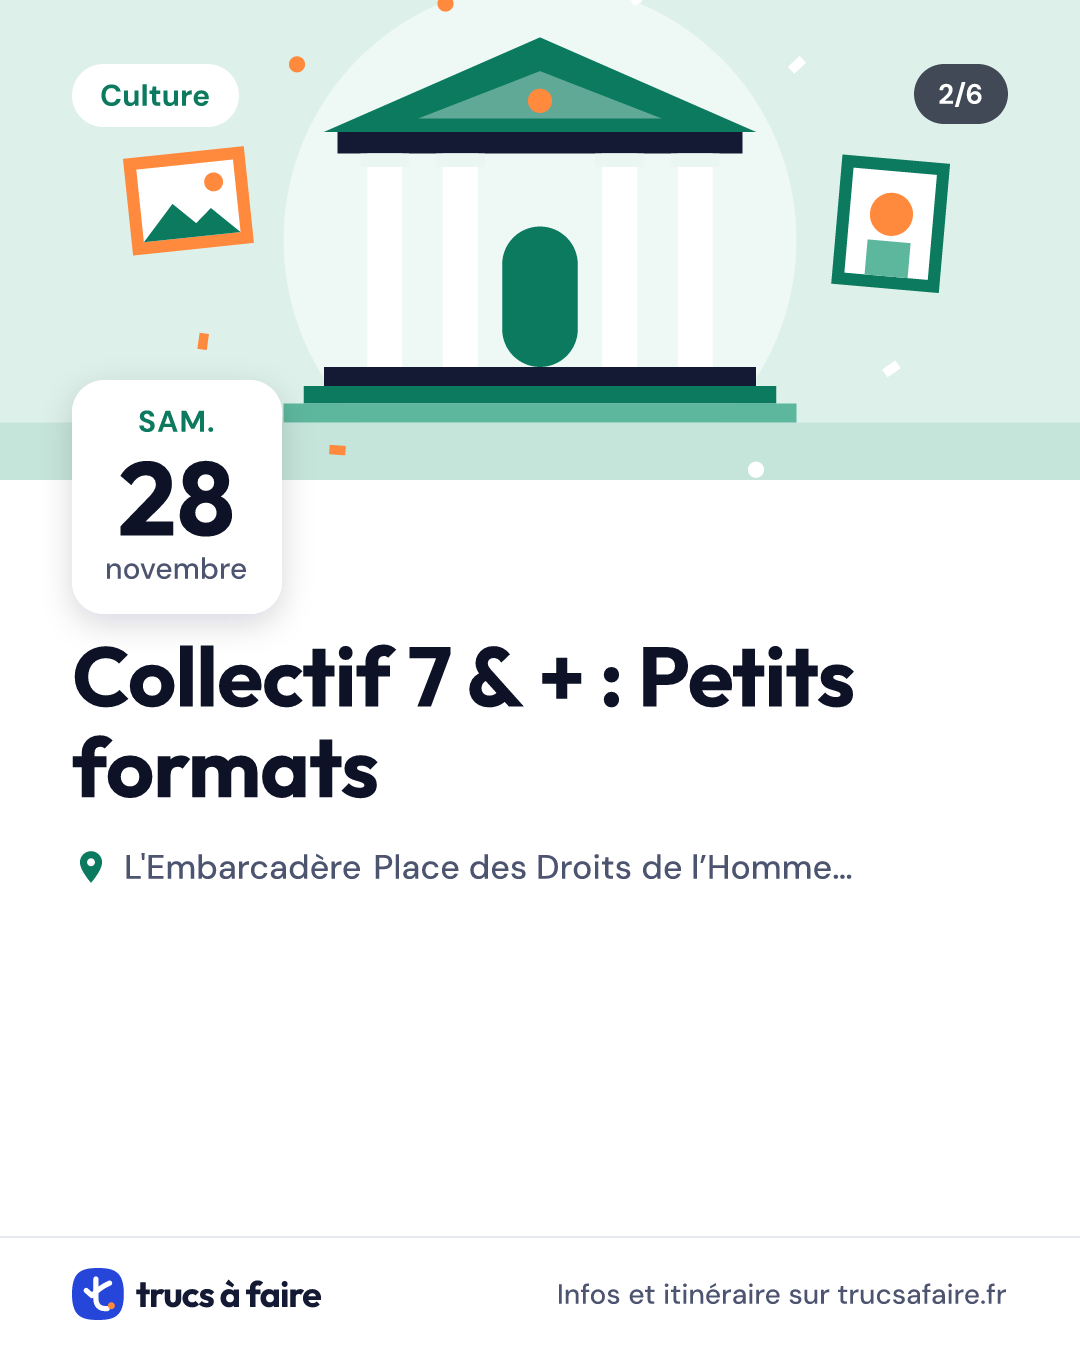 Culture
2/6
SAM.
28
novembre
Collectif 7 & + : Petits
formats
L'Embarcadère Place des Droits de l’Homme...
trucs à faire
Infos et itinéraire sur trucsafaire.fr